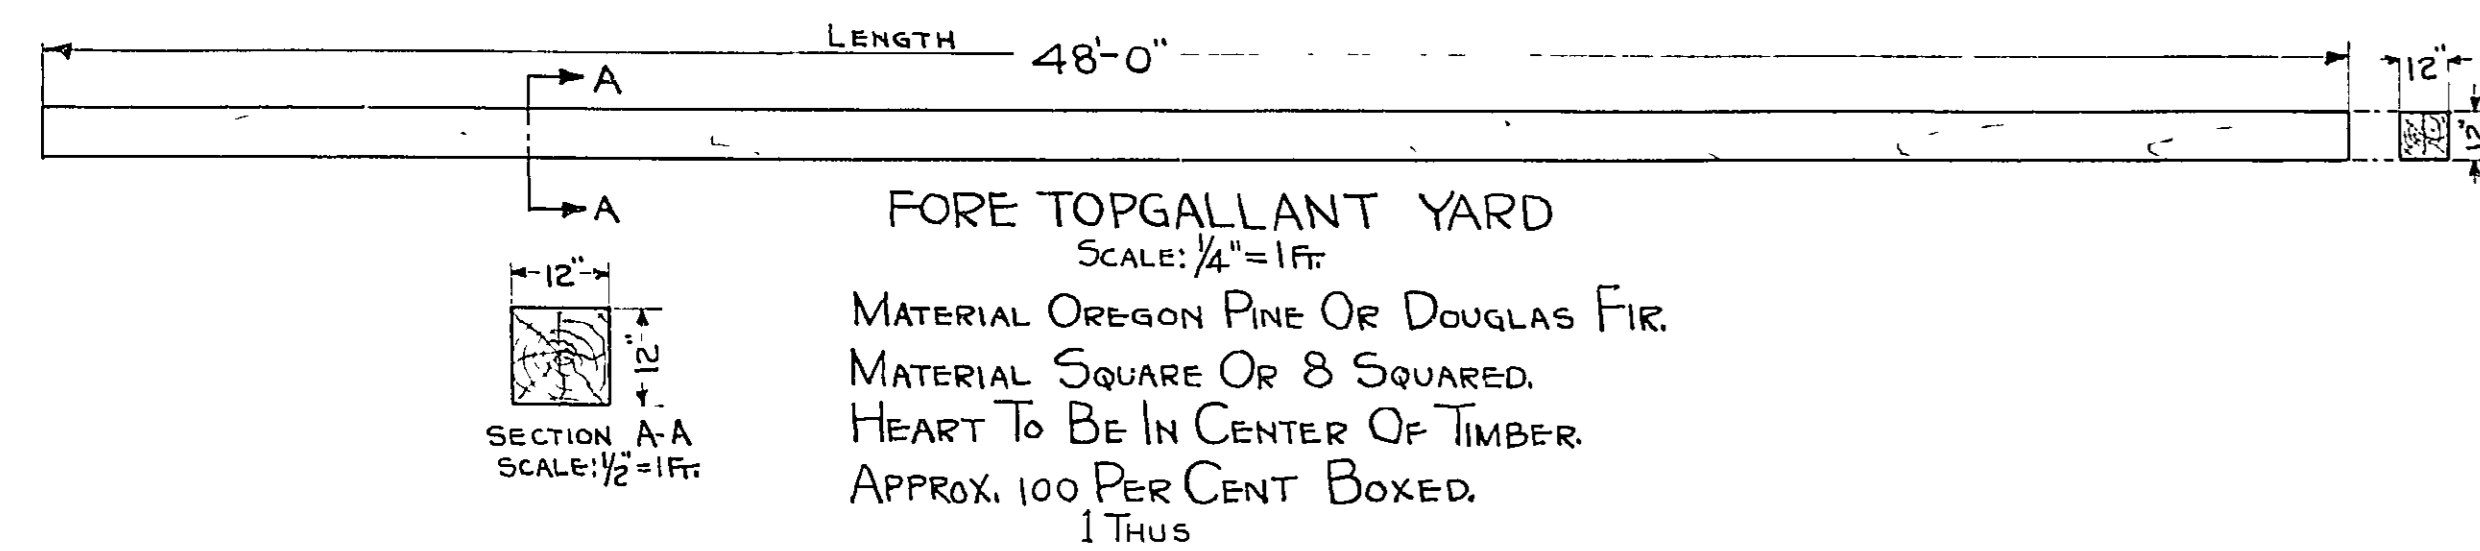 LENGTH 48'-0"
12"
A
12"
A
FORE TOPGALLANT YARD
SCALE: 1/4" = 1 FT.
12"
12"
SECTION A-A
SCALE: 1/2" = 1 FT.
MATERIAL OREGON PINE OR DOUGLAS FIR.
MATERIAL SQUARE OR 8 SQUARED.
HEART TO BE IN CENTER OF TIMBER.
APPROX. 100 PER CENT BOXED.
1 THUS